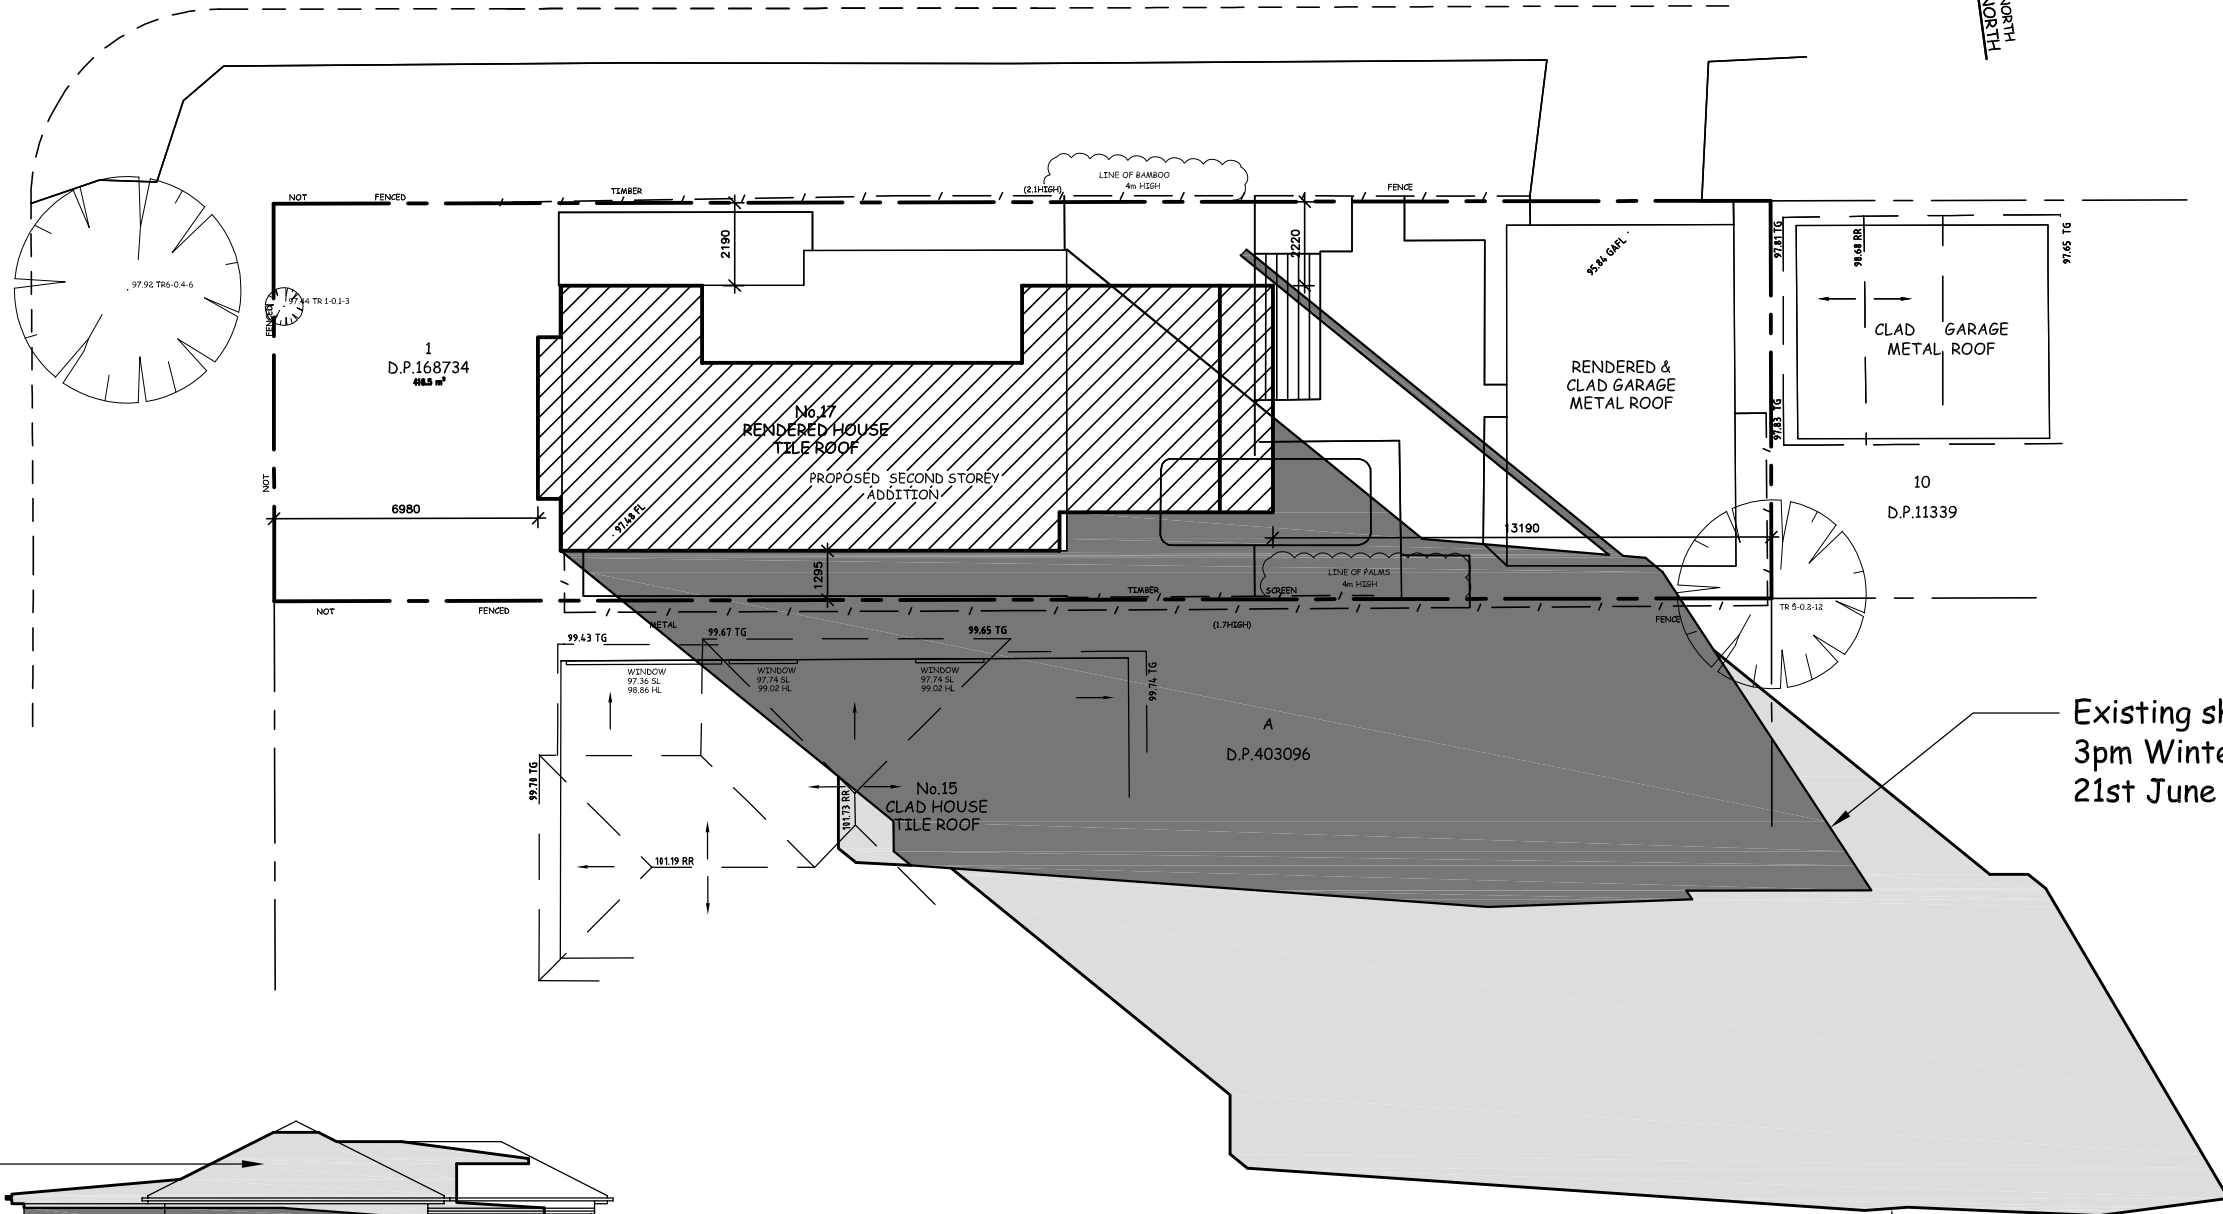 NORTH
NORTH
LINE OF BAMBOO
4m HIGH
NOT
FENCED
TIMBER
(2.1HIGH)
FENCE
2190
2220
95.84 GAFL
97.81 TG
98.68 RR
97.65 TG
97.92 TR6-0.4-6
97.44 TR 1-0.1-3
FENCED
1
D.P.168734
418.5 m²
CLAD GARAGE
METAL ROOF
RENDERED &
CLAD GARAGE
METAL ROOF
97.83 TG
No.17
RENDERED HOUSE
TILE ROOF
PROPOSED SECOND STOREY
ADDITION
NOT
6980
97.48 FL
10
D.P.11339
13190
1295
LINE OF PALMS
4m HIGH
TIMBER
SCREEN
TR 5-0.2-12
NOT
FENCED
METAL
(1.7HIGH)
FENCE
99.43 TG
99.67 TG
99.65 TG
99.74 TG
WINDOW
97.36 SL
98.86 HL
WINDOW
97.74 SL
99.02 HL
WINDOW
97.74 SL
99.02 HL
A
D.P.403096
Existing
3pm
21st June
99.70 TG
101.73 RR
No.15
CLAD HOUSE
TILE ROOF
101.19 RR